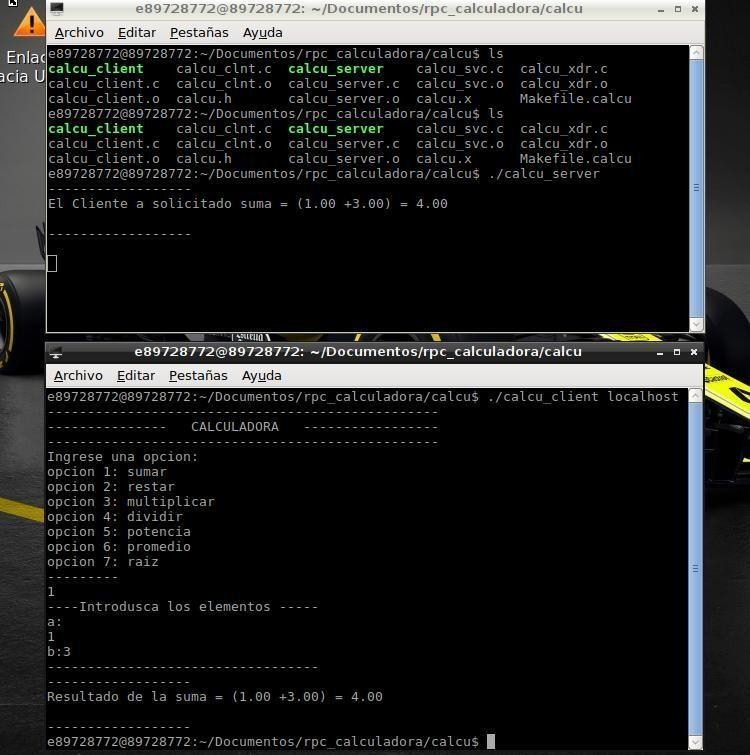 e89728772@89728772: ~/Documentos/rpc_calculadora/calcu
Archivo Editar Pestañas Ayuda
e89728772@89728772:~/Documentos/rpc_calculadora/calcu$ ls
calcu_client calcu_clnt.c calcu_server calcu_svc.c calcu_xdr.c
calcu_client.c calcu_clnt.o calcu_server.c calcu_svc.o calcu_xdr.o
calcu_client.o calcu.h calcu_server.o calcu.x Makefile.calcu
e89728772@89728772:~/Documentos/rpc_calculadora/calcu$ ls
calcu_client calcu_clnt.c calcu_server calcu_svc.c calcu_xdr.c
calcu_client.c calcu_clnt.o calcu_server.c calcu_svc.o calcu_xdr.o
calcu_client.o calcu.h calcu_server.o calcu.x Makefile.calcu
e89728772@89728772:~/Documentos/rpc_calculadora/calcu$ ./calcu_server
------------------
El Cliente a solicitado suma = (1.00 +3.00) = 4.00
------------------
Enlac
acia U
e89728772@89728772: ~/Documentos/rpc_calculadora/calcu
Archivo Editar Pestañas Ayuda
e89728772@89728772:~/Documentos/rpc_calculadora/calcu$ ./calcu_client localhost
-------------------------------------------------
--------------- CALCULADORA -----------------
-------------------------------------------------
Ingrese una opcion:
opcion 1: sumar
opcion 2: restar
opcion 3: multiplicar
opcion 4: dividir
opcion 5: potencia
opcion 6: promedio
opcion 7: raiz
---------
1
----Introdusca los elementos -----
a:
1
b:3
----------------------------------
------------------
Resultado de la suma = (1.00 +3.00) = 4.00
------------------
e89728772@89728772:~/Documentos/rpc_calculadora/calcu$